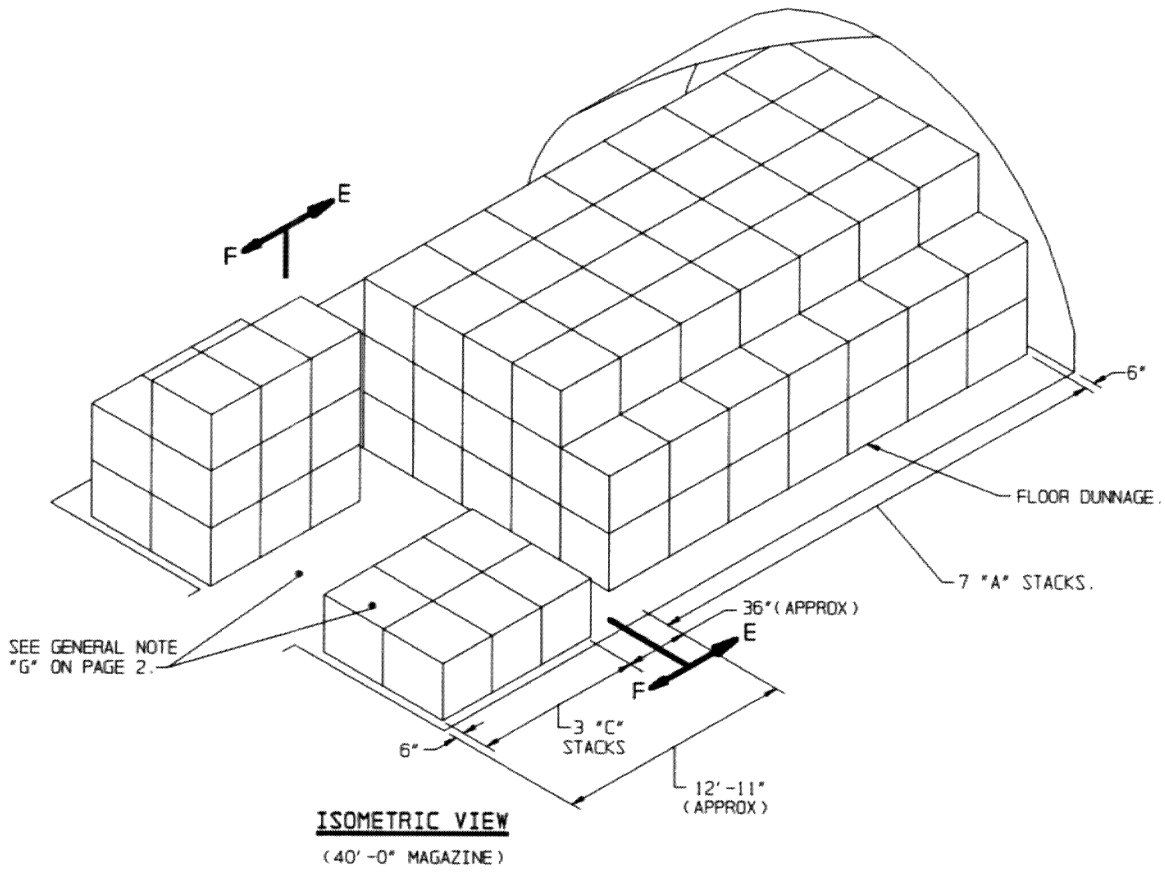 E
F
6"
FLOOR DUNNAGE.
7 "A" STACKS.
36"(APPROX)
E
F
SEE GENERAL NOTE
"G" ON PAGE 2.
3 "C"
STACKS
6"
12'-11"
(APPROX)
ISOMETRIC VIEW
(40'-0" MAGAZINE)